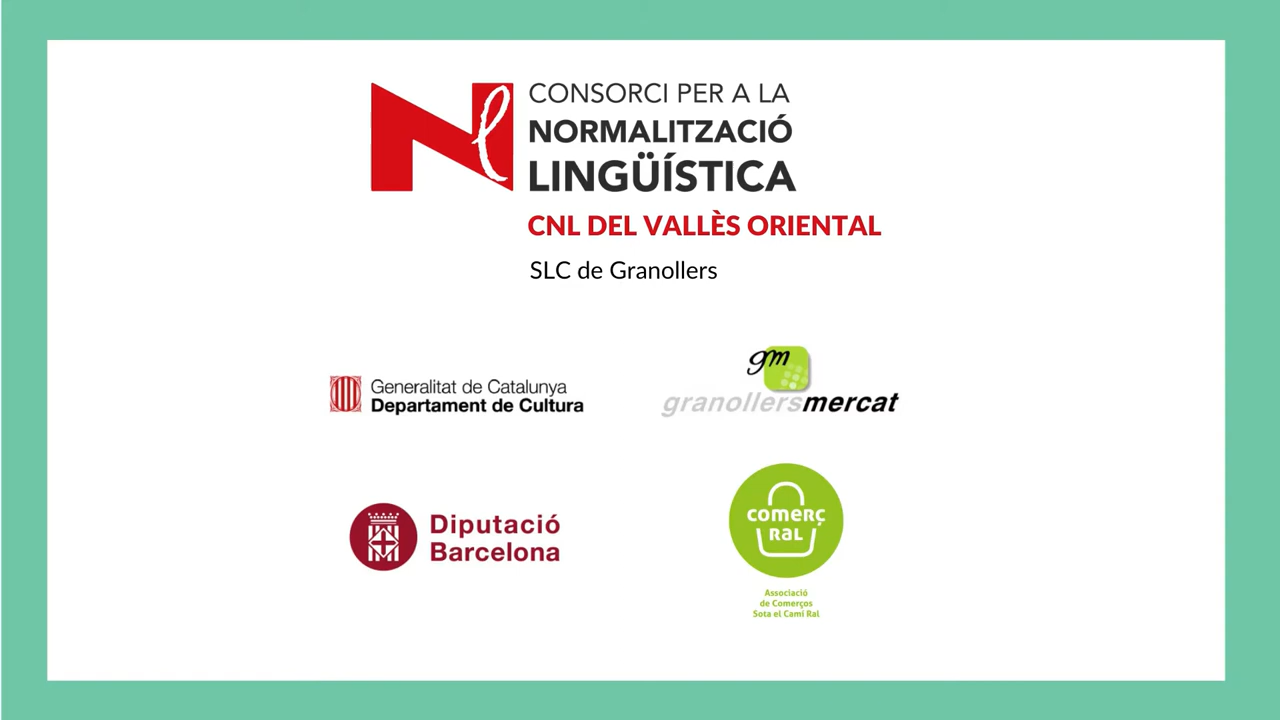 Nl
CONSORCI PER A LA
NORMALITZACIÓ
LINGÜÍSTICA
CNL DEL VALLÈS ORIENTAL
SLC de Granollers
Generalitat de Catalunya
Departament de Cultura
gm
granollersmercat
Diputació
Barcelona
comerç
RaL
Associació
de Comerços
Sota el Camí Ral